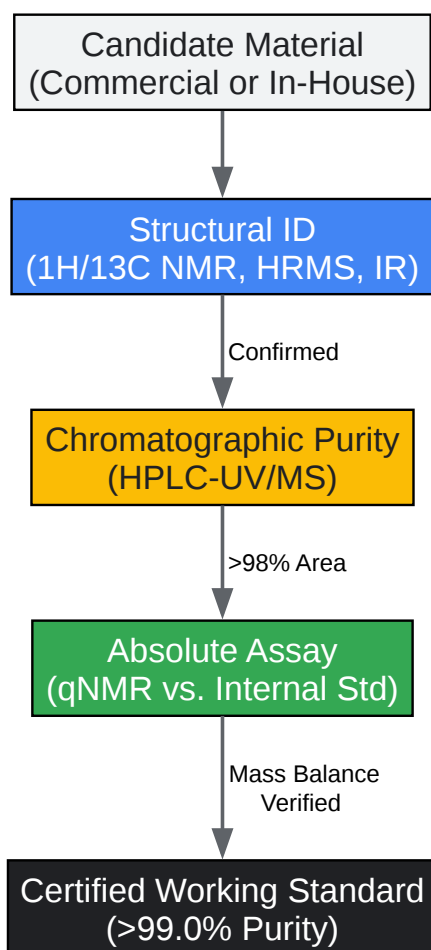 Candidate Material
(Commercial or In-House)
Structural ID
(1H/13C NMR, HRMS, IR)
Confirmed
Chromatographic Purity
(HPLC-UV/MS)
>98% Area
Absolute Assay
(qNMR vs. Internal Std)
Mass Balance
Verified
Certified Working Standard
(>99.0% Purity)